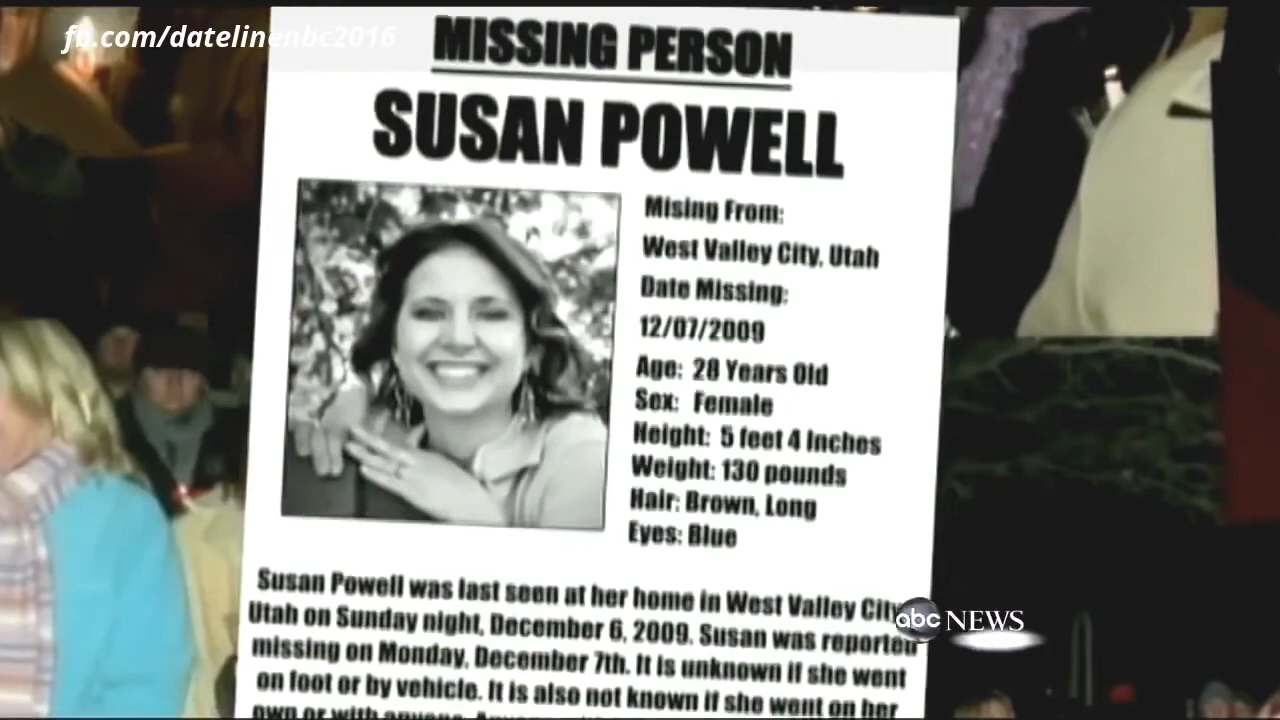 fb.com/datelinenbc2016
MISSING PERSON
SUSAN POWELL
Mising From:
West Valley City, Utah
Date Missing:
12/07/2009
Age: 28 Years Old
Sex: Female
Height: 5 feet 4 Inches
Weight: 130 pounds
Hair: Brown, Long
Eyes: Blue
Susan Powell was last seen at her home in West Valley City
Utah on Sunday night, December 6, 2009. Susan was reported
missing on Monday, December 7th. It is unknown if she went
on foot or by vehicle. It is also not known if she went on her
own or with anyone.
abc NEWS